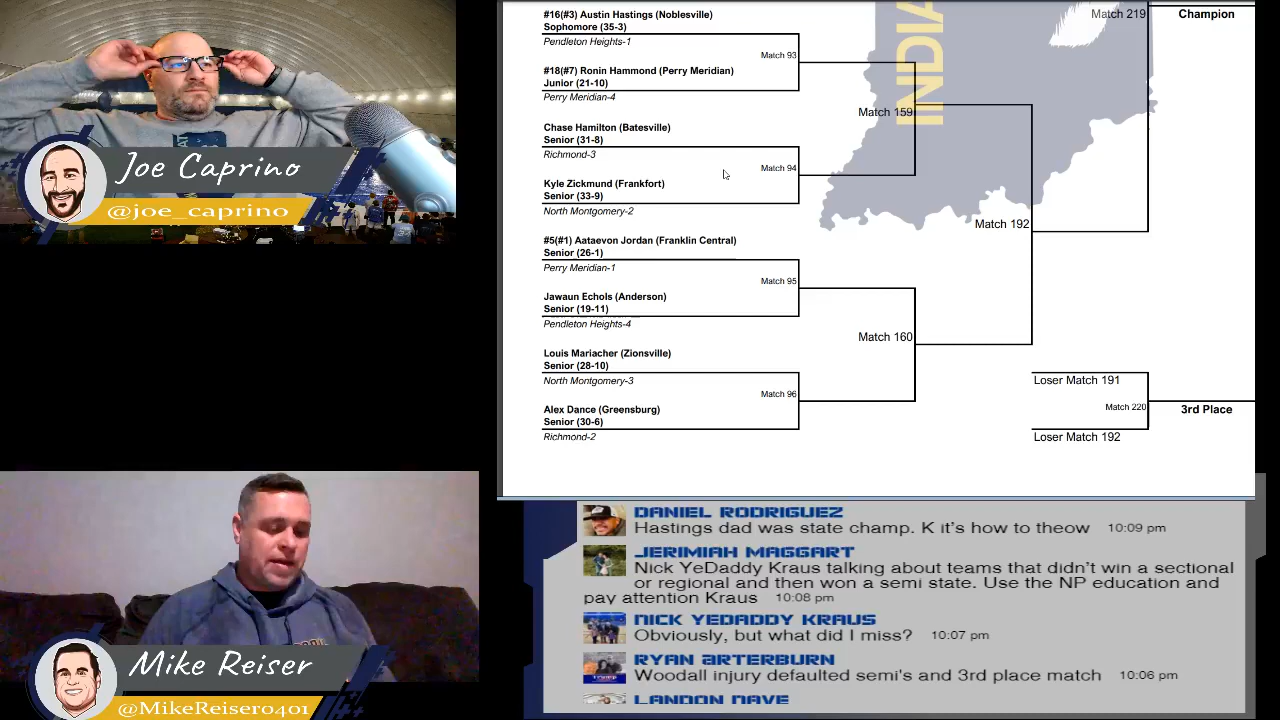 #16(#3) Austin Hastings (Noblesville)
Sophomore (35-3)
Pendleton Heights-1
Match 93
#18(#7) Ronin Hammond (Perry Meridian)
Junior (21-10)
Perry Meridian-4
Match 159
Chase Hamilton (Batesville)
Senior (31-8)
Richmond-3
Match 94
Kyle Zickmund (Frankfort)
Senior (33-9)
North Montgomery-2
Match 192
#5(#1) Aataevon Jordan (Franklin Central)
Senior (26-1)
Perry Meridian-1
Match 95
Jawaun Echols (Anderson)
Senior (19-11)
Pendleton Heights-4
Match 160
Louis Mariacher (Zionsville)
Senior (28-10)
North Montgomery-3
Match 96
Alex Dance (Greensburg)
Senior (30-6)
Richmond-2
Match 219
Champion
INDIA
Loser Match 191
Match 220
3rd Place
Loser Match 192
Joe Caprino
@joe_caprino
Mike Reiser
@MikeReiser0401
DANIEL RODRIGUEZ
Hastings dad was state champ. K it's how to theow 10:09 pm
JERIMIAH MAGGART
Nick YeDaddy Kraus talking about teams that didn't win a sectional
or regional and then won a semi state. Use the NP education and
pay attention Kraus 10:08 pm
NICK YEDADDY KRAUS
Obviously, but what did I miss? 10:07 pm
RYAN ARTERBURN
Woodall injury defaulted semi's and 3rd place match 10:06 pm
LANDON NAVE